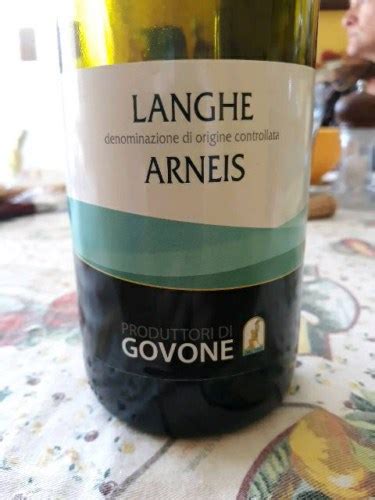 LANGHE
denominazione di origine controllata
ARNEIS
PRODUTTORI DI
GOVONE